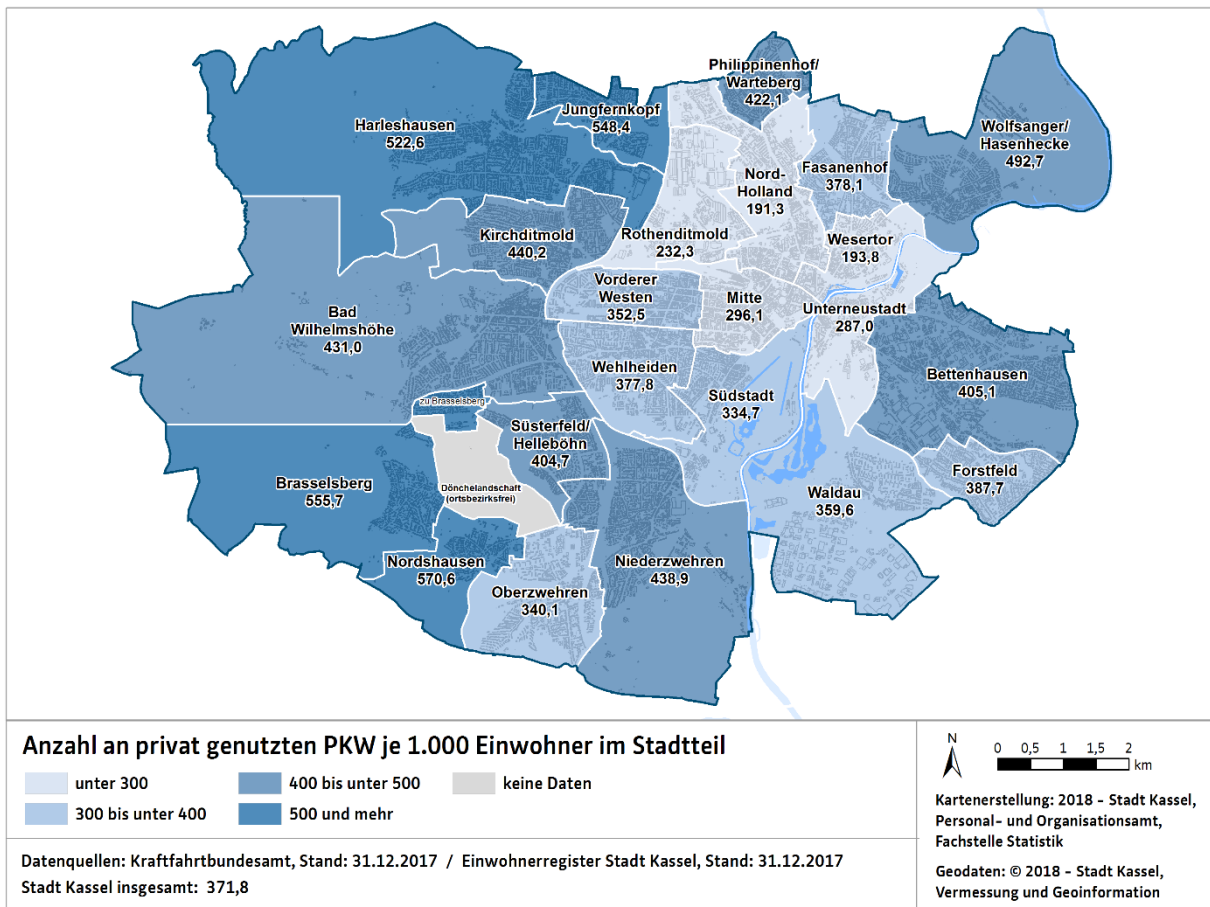 Philippinenhof/
Warteberg
422,1
Jungfernkopf
548,4
Harleshausen
522,6
Wolfsanger/
Hasenhecke
492,7
Nord-
Holland
191,3
Fasanenhof
378,1
Kirchditmold
440,2
Rothenditmold
232,3
Wesertor
193,8
Vorderer
Westen
352,5
Mitte
296,1
Unterneustadt
287,0
Bad
Wilhelmshöhe
431,0
Wehlheiden
377,8
Südstadt
334,7
Bettenhausen
405,1
zu Brasselsberg
Süsterfeld/
Helleböhn
404,7
Brasselsberg
555,7
Dönchelandschaft
(ortsbezirksfrei)
Forstfeld
387,7
Waldau
359,6
Nordshausen
570,6
Oberzwehren
340,1
Niederzwehren
438,9
Anzahl an privat genutzten PKW je 1.000 Einwohner im Stadtteil
unter 300
400 bis unter 500
keine Daten
300 bis unter 400
500 und mehr
Datenquellen: Kraftfahrtbundesamt, Stand: 31.12.2017 / Einwohnerregister Stadt Kassel, Stand: 31.12.2017
Stadt Kassel insgesamt: 371,8
N
0 0,5 1 1,5 2
km
Kartenerstellung: 2018 - Stadt Kassel,
Personal- und Organisationsamt,
Fachstelle Statistik
Geodaten: © 2018 - Stadt Kassel,
Vermessung und Geoinformation